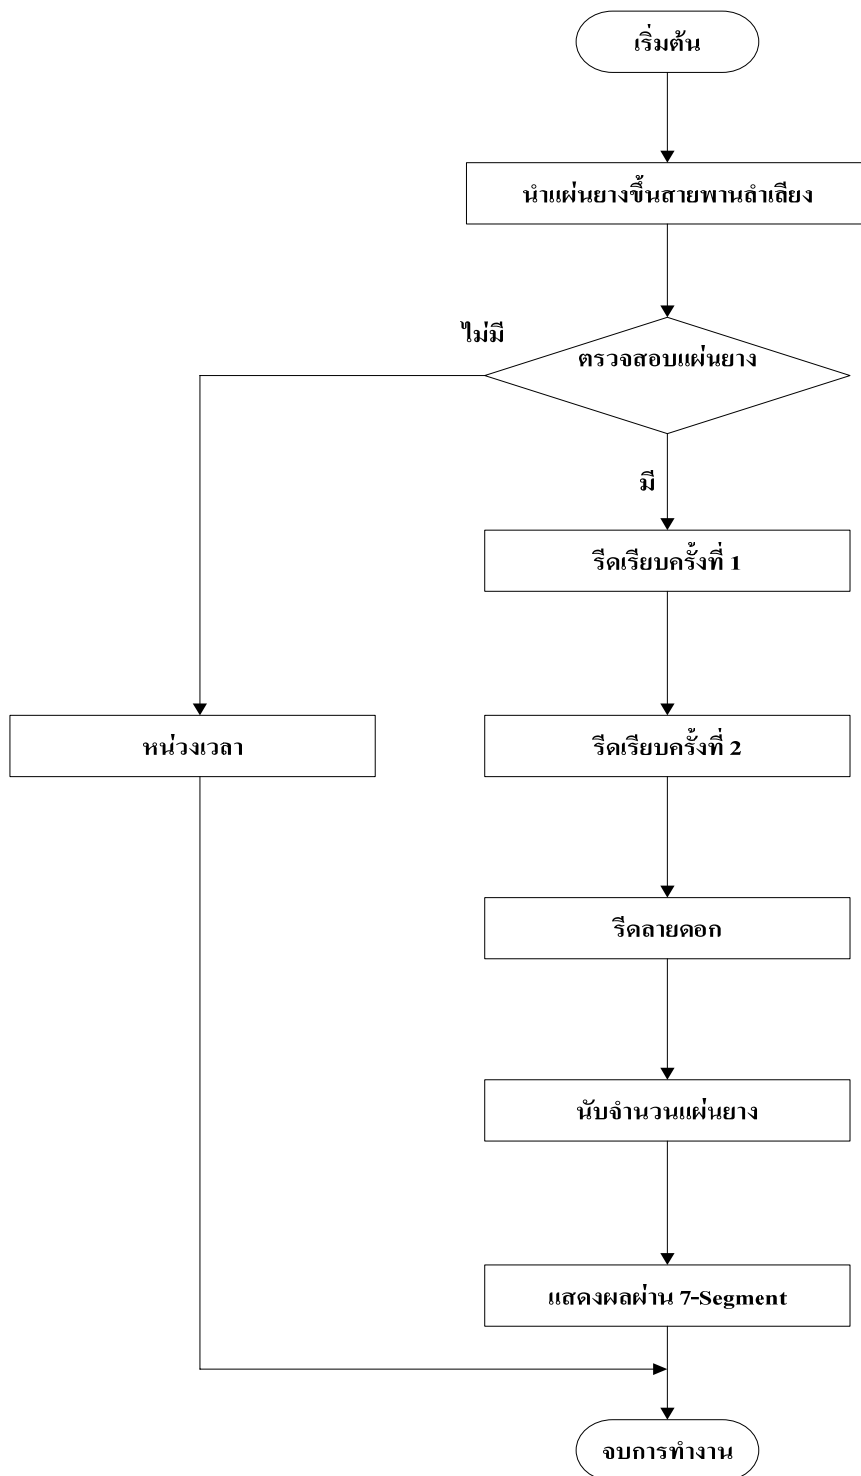 เริ่มต้น
นำแผ่นยางขึ้นสายพานลำเลียง
ไม่มี
ตรวจสอบแผ่นยาง
มี
รีดเรียบครั้งที่ 1
หน่วงเวลา
รีดเรียบครั้งที่ 2
รีดลายดอก
นับจำนวนแผ่นยาง
แสดงผลผ่าน 7-Segment
จบการทำงาน